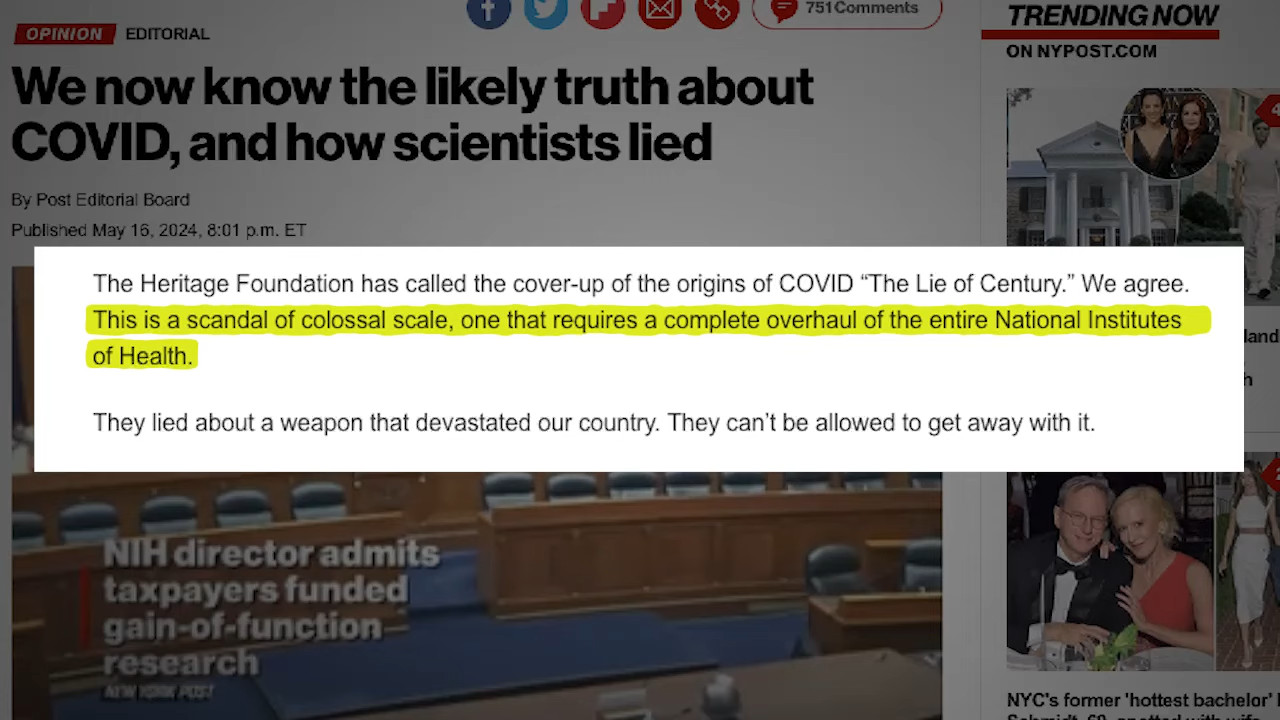 751 Comments
OPINION EDITORIAL
We now know the likely truth about
COVID, and how scientists lied
By Post Editorial Board
Published May 16, 2024, 8:01 p.m. ET
The Heritage Foundation has called the cover-up of the origins of COVID “The Lie of Century.” We agree.
This is a scandal of colossal scale, one that requires a complete overhaul of the entire National Institutes
of Health.
They lied about a weapon that devastated our country. They can’t be allowed to get away with it.
NIH director admits
taxpayers funded
gain-of-function
research
NEW YORK POST
TRENDING NOW
ON NYPOST.COM
NYC's former 'hottest bachelor'